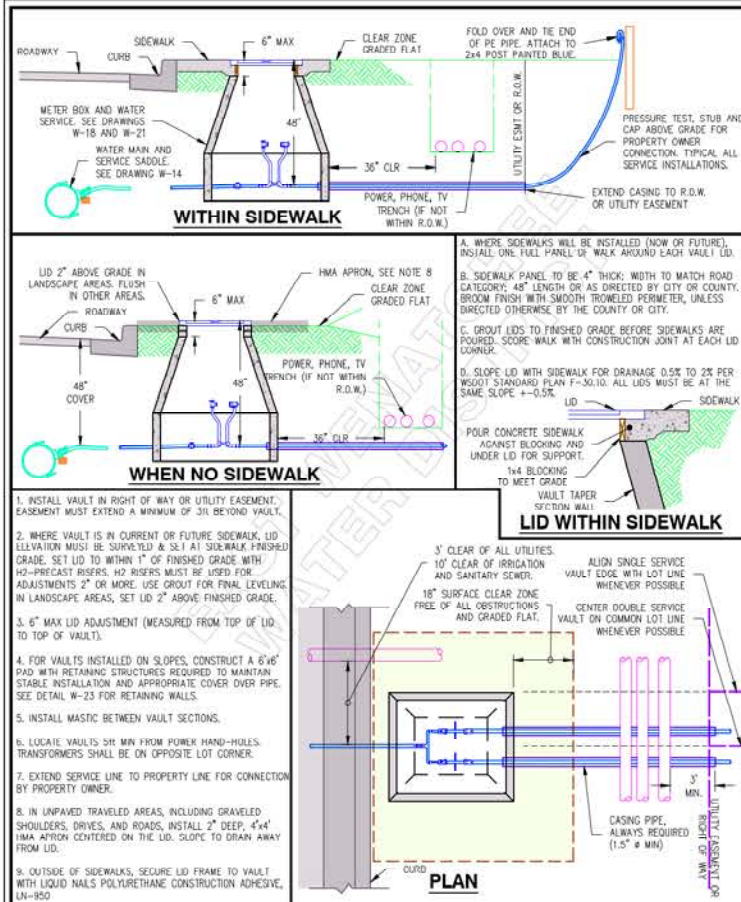 ROADWAY
SIDEWALK
CURB
6" MAX
CLEAR ZONE
GRADED FLAT
FOLD OVER AND TIE END
OF PE PIPE. ATTACH TO
2x4 POST PAINTED BLUE.
METER BOX AND WATER
SERVICE. SEE DRAWINGS
W-18 AND W-21
WATER MAIN AND
SERVICE SADDLE.
SEE DRAWING W-14
48"
36" CLR
UTILITY ESMT OR R.O.W.
PRESSURE TEST, STUB AND
CAP ABOVE GRADE FOR
PROPERTY OWNER
CONNECTION. TYPICAL ALL
SERVICE INSTALLATIONS.
POWER, PHONE, TV
TRENCH (IF NOT
WITHIN R.O.W.)
EXTEND CASING TO R.O.W.
OR UTILITY EASEMENT
WITHIN SIDEWALK
LID 2" ABOVE GRADE IN
LANDSCAPE AREAS. FLUSH
IN OTHER AREAS.
ROADWAY
CURB
6" MAX
HMA APRON, SEE NOTE 8
CLEAR ZONE
GRADED FLAT
48"
COVER
48"
POWER, PHONE, TV
TRENCH (IF NOT WITHIN
R.O.W.)
36" CLR
WHEN NO SIDEWALK
A. WHERE SIDEWALKS WILL BE INSTALLED (NOW OR FUTURE),
INSTALL ONE FULL PANEL OF WALK AROUND EACH VAULT LID.
B. SIDEWALK PANEL TO BE 4" THICK; WIDTH TO MATCH ROAD
CATEGORY; 48" LENGTH OR AS DIRECTED BY CITY OR COUNTY.
BROOM FINISH WITH SMOOTH TROWELED PERIMETER, UNLESS
DIRECTED OTHERWISE BY THE COUNTY OR CITY.
C. GROUT LIDS TO FINISHED GRADE BEFORE SIDEWALKS ARE
POURED. SCORE WALK WITH CONSTRUCTION JOINT AT EACH LID
CORNER.
D. SLOPE LID WITH SIDEWALK FOR DRAINAGE 0.5% TO 2% PER
WSDOT STANDARD PLAN F-30.10. ALL LIDS MUST BE AT THE
SAME SLOPE +-0.5%
LID
SIDEWALK
POUR CONCRETE SIDEWALK
AGAINST BLOCKING AND
UNDER LID FOR SUPPORT.
1x4 BLOCKING
TO MEET GRADE
VAULT TAPER
SECTION WALL
LID WITHIN SIDEWALK
1. INSTALL VAULT IN RIGHT OF WAY OR UTILITY EASEMENT.
EASEMENT MUST EXTEND A MINIMUM OF 3ft BEYOND VAULT.
2. WHERE VAULT IS IN CURRENT OR FUTURE SIDEWALK, LID
ELEVATION MUST BE SURVEYED & SET AT SIDEWALK FINISHED
GRADE. SET LID TO WITHIN 1" OF FINISHED GRADE WITH
H2-PRECAST RISERS. H2 RISERS MUST BE USED FOR
ADJUSTMENTS 2" OR MORE. USE GROUT FOR FINAL LEVELING.
IN LANDSCAPE AREAS, SET LID 2" ABOVE FINISHED GRADE.
3. 6" MAX LID ADJUSTMENT (MEASURED FROM TOP OF LID
TO TOP OF VAULT).
4. FOR VAULTS INSTALLED ON SLOPES, CONSTRUCT A 6'x6'
PAD WITH RETAINING STRUCTURES REQUIRED TO MAINTAIN
STABLE INSTALLATION AND APPROPRIATE COVER OVER PIPE.
SEE DETAIL W-23 FOR RETAINING WALLS.
5. INSTALL MASTIC BETWEEN VAULT SECTIONS.
6. LOCATE VAULTS 5ft MIN FROM POWER HAND-HOLES.
TRANSFORMERS SHALL BE ON OPPOSITE LOT CORNER.
7. EXTEND SERVICE LINE TO PROPERTY LINE FOR CONNECTION
BY PROPERTY OWNER.
8. IN UNPAVED TRAVELED AREAS, INCLUDING GRAVELED
SHOULDERS, DRIVES, AND ROADS, INSTALL 2" DEEP, 4'x4'
HMA APRON CENTERED ON THE LID. SLOPE TO DRAIN AWAY
FROM LID.
9. OUTSIDE OF SIDEWALKS, SECURE LID FRAME TO VAULT
WITH LIQUID NAILS POLYURETHANE CONSTRUCTION ADHESIVE,
LN-950
3' CLEAR OF ALL UTILITIES.
10' CLEAR OF IRRIGATION
AND SANITARY SEWER.
18" SURFACE CLEAR ZONE
FREE OF ALL OBSTRUCTIONS
AND GRADED FLAT.
ALIGN SINGLE SERVICE
VAULT EDGE WITH LOT LINE
WHENEVER POSSIBLE
CENTER DOUBLE SERVICE
VAULT ON COMMON LOT LINE
WHENEVER POSSIBLE
3'
MIN.
CASING PIPE,
ALWAYS REQUIRED
(1.5" ø MIN)
UTILITY EASEMENT OR
RIGHT OF WAY
CURB
PLAN
EAST WENATCHEE
WATER DISTRICT